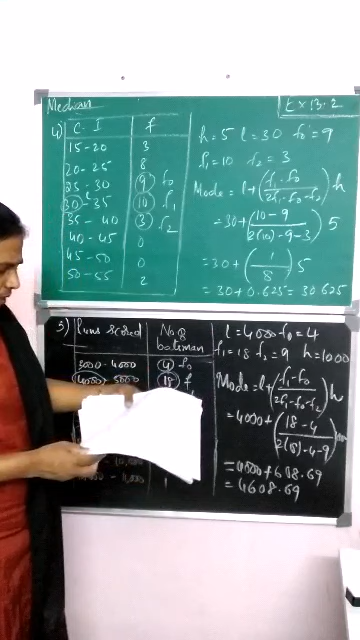 Median
Ex 13.2
4) C. I f
15-20 3
20-25 8
25-30 9 f0
30-35 10 f1
35-40 3 f2
40-45 0
45-50 0
50-55 2
h=5 l=30 f0=9
f1=10 f2=3
Mode = l+(f1-f0/2f1-f0-f2)h
=30+(10-9/2(10)-9-3)5
=30+(1/8)5
=30+0.625=30.625
5) Runs scored No of batsman
3000-4000 4 f0
4000-5000 18 f1
l=4000 f0=4
f1=18 f2=9 h=1000
Mode=l+(f1-f0/2f1-f0-f2)h
=4000+(18-4/2(18)-4-9)
=4000+608.69
=4608.69